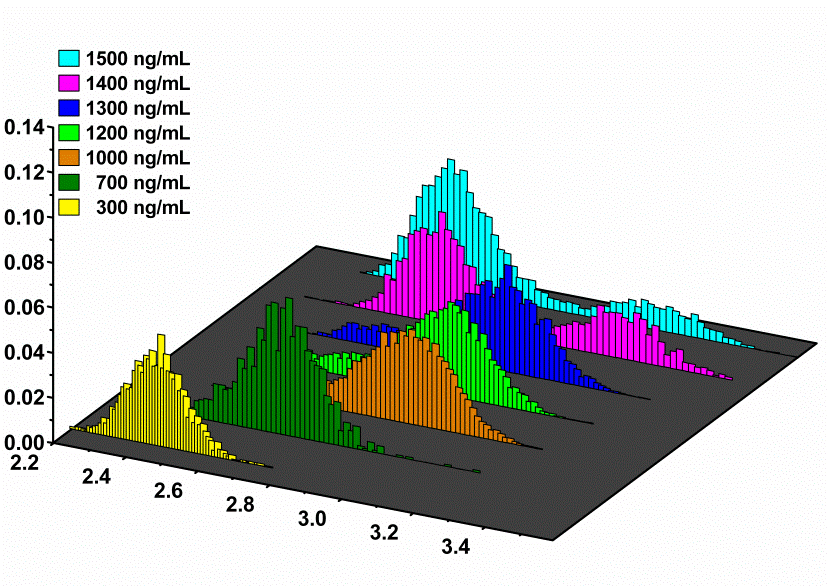 1500 ng/mL
1400 ng/mL
1300 ng/mL
1200 ng/mL
1000 ng/mL
700 ng/mL
300 ng/mL
0.14
0.12
0.10
0.08
0.06
0.04
0.02
0.00
2.2
2.4
2.6
2.8
3.0
3.2
3.4